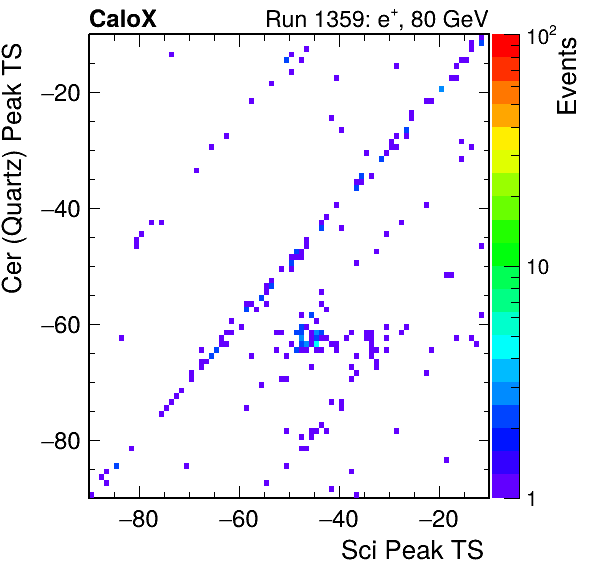 CaloX Run 1359: e⁺, 80 GeV
Cer (Quartz) Peak TS
−20
−40
−60
−80
−80 −60 −40 −20
Sci Peak TS
10²
10
1
Events